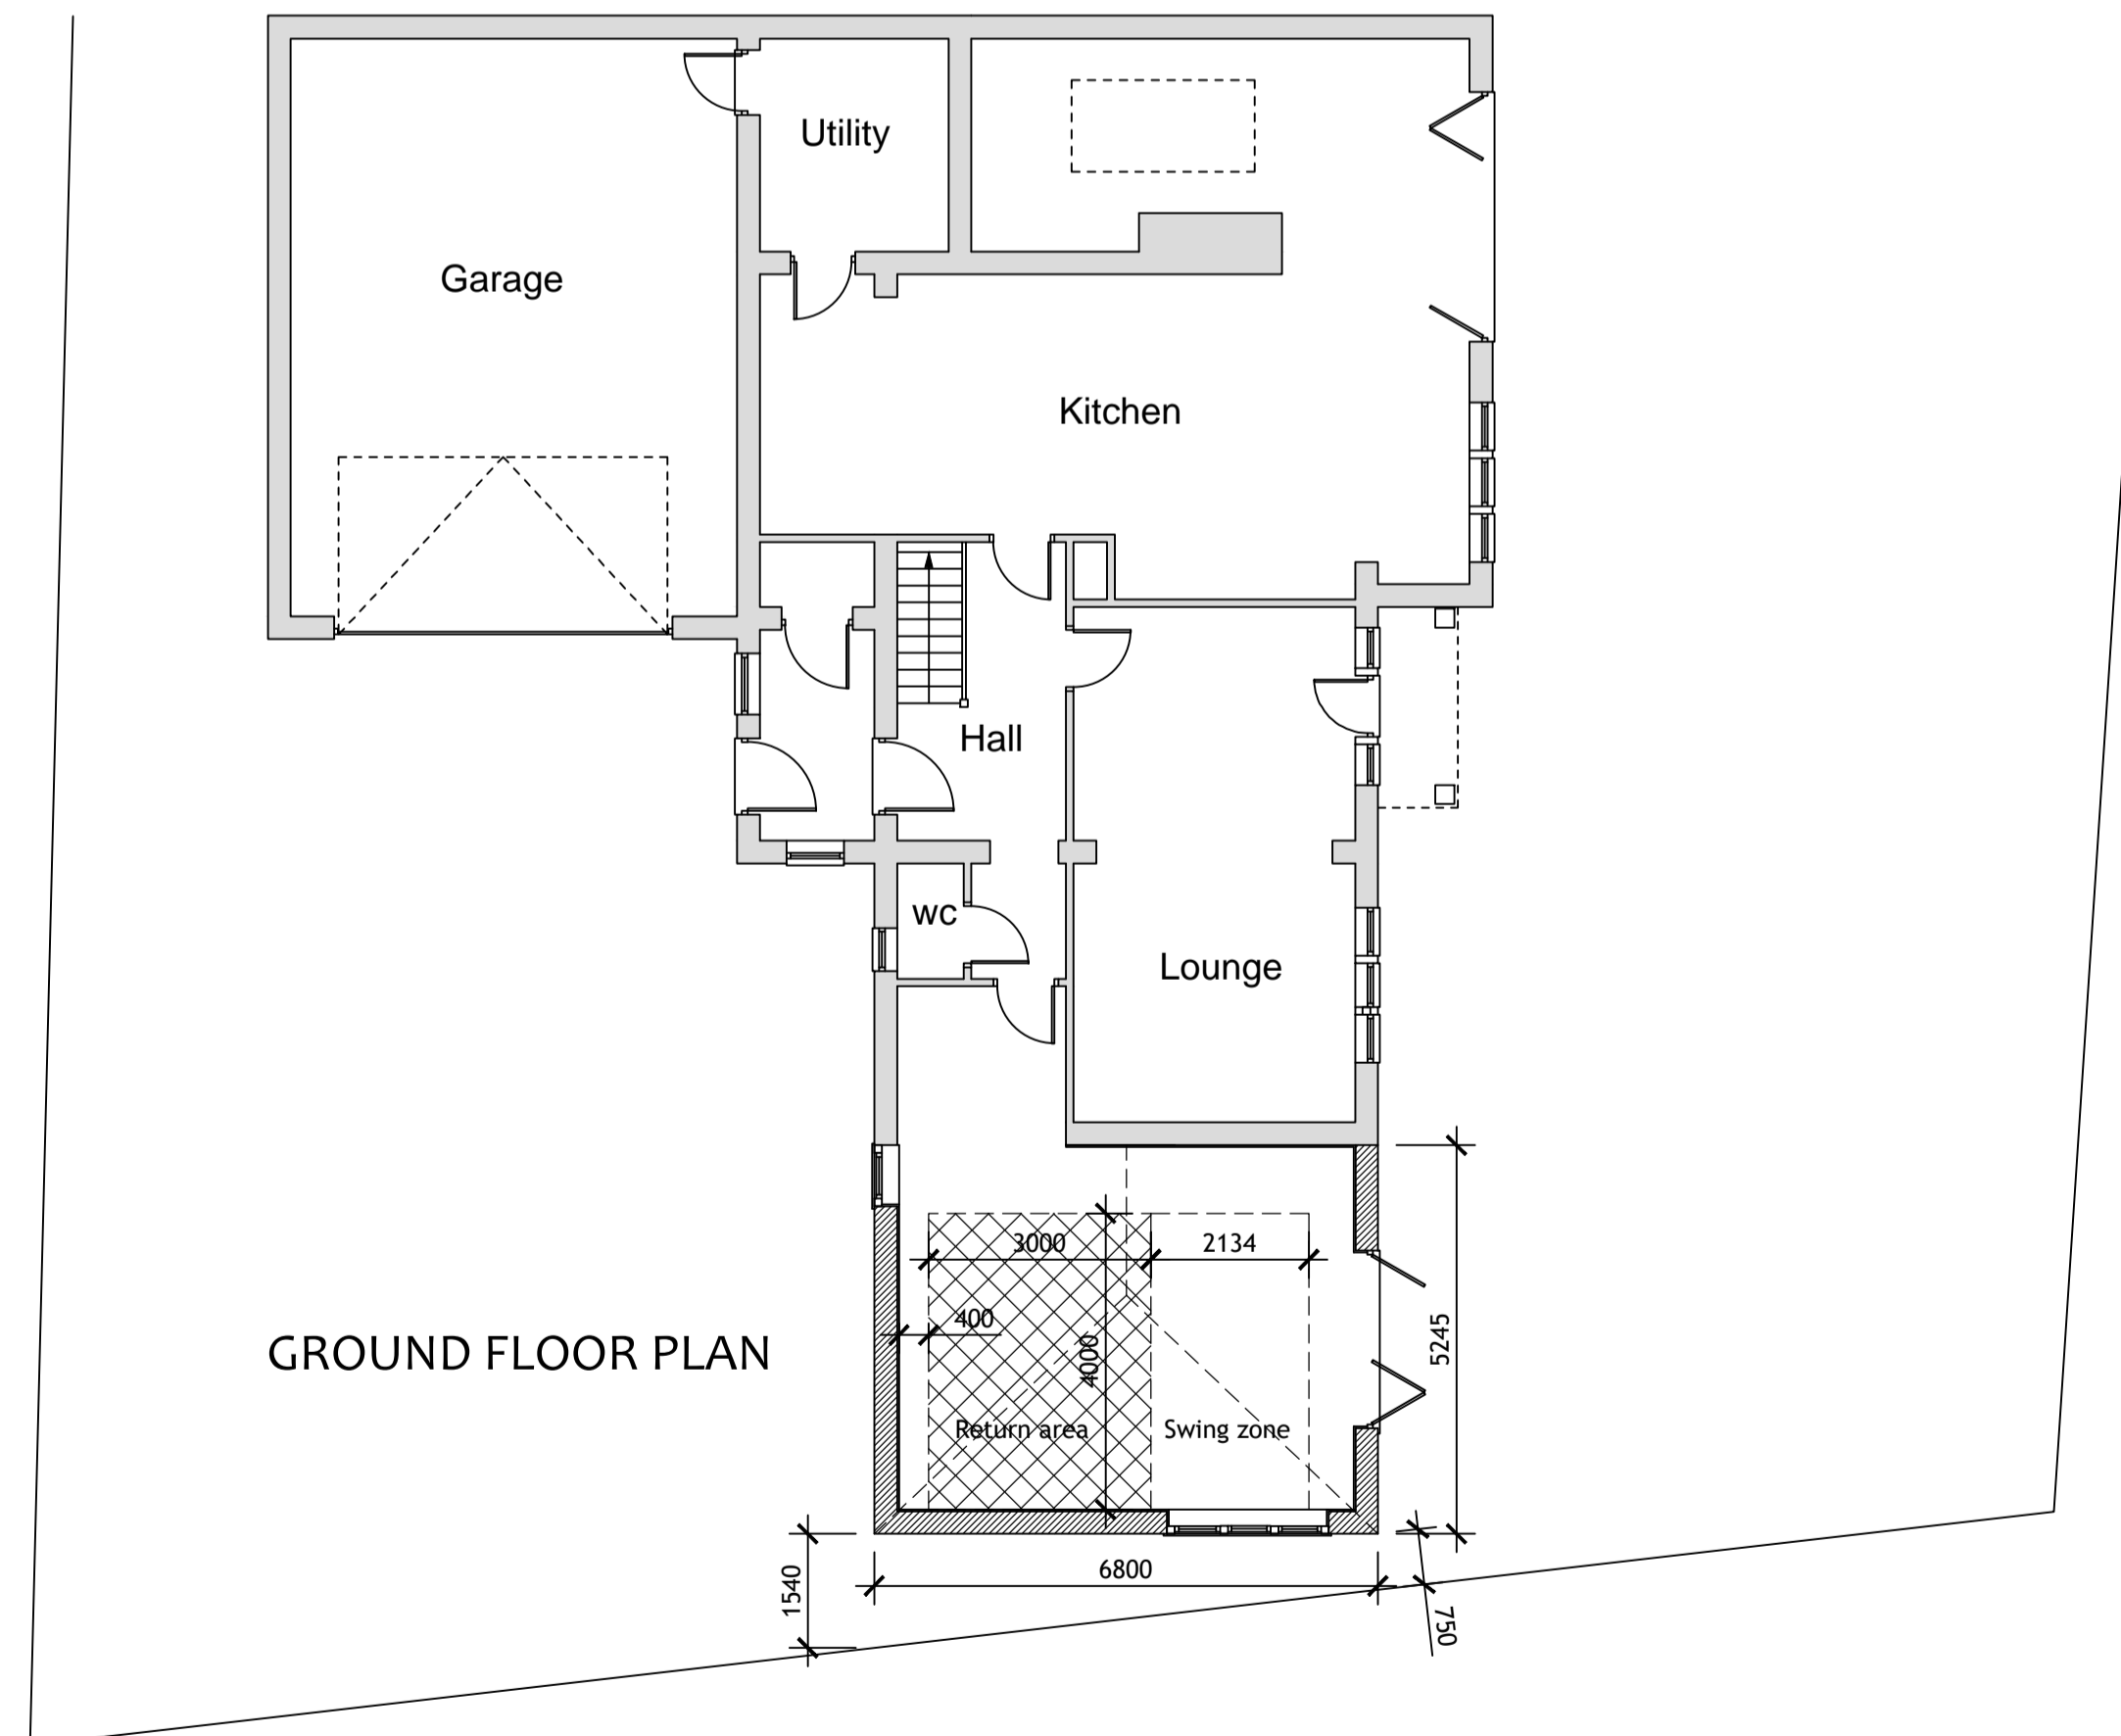 Utility
Garage
Kitchen
Hall
wc
Lounge
3000
2134
400
4000
5245
GROUND FLOOR PLAN
Return area
Swing zone
6800
1540
750